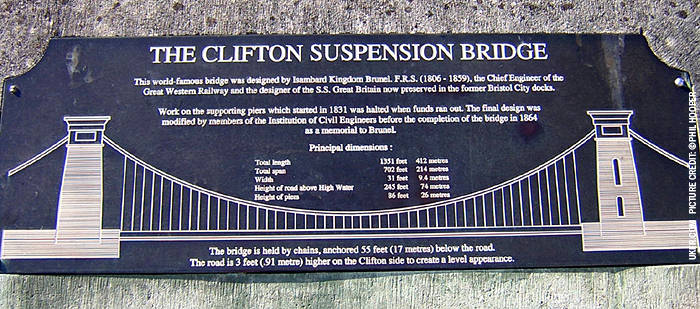 THE CLIFTON SUSPENSION BRIDGE
This world-famous bridge was designed by Isambard Kingdom Brunel. F.R.S. (1806 - 1859), the Chief Engineer of the
Great Western Railway and the designer of the S.S. Great Britain now preserved in the former Bristol City docks.
Work on the supporting piers which started in 1831 was halted when funds ran out. The final design was
modified by members of the Institution of Civil Engineers before the completion of the bridge in 1864
as a memorial to Brunel.
Principal dimensions :
Total length 1351 feet 412 metres
Total span 702 feet 214 metres
Width 31 feet 9.4 metres
Height of road above High Water 245 feet 74 metres
Height of piers 86 feet 26 metres
The bridge is held by chains, anchored 55 feet (17 metres) below the road.
The road is 3 feet (.91 metre) higher on the Clifton side to create a level appearance.
PICTURE CREDIT: © PHIL HOOPER